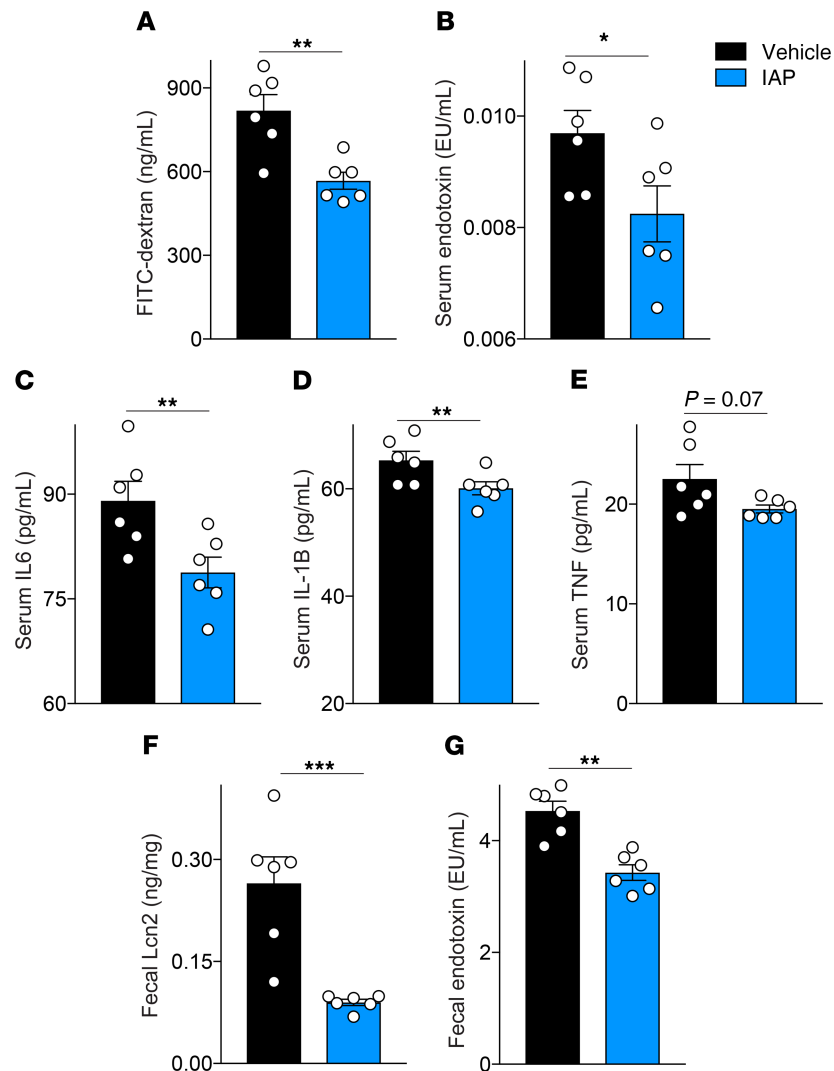 A
**
FITC-dextran (ng/mL)
900
600
300
0
B
*
Serum endotoxin (EU/mL)
0.010
0.008
0.006
Vehicle
IAP
C
**
Serum IL6 (pg/mL)
90
75
60
D
**
Serum IL-1B (pg/mL)
60
40
20
E
P = 0.07
Serum TNF (pg/mL)
20
10
0
F
***
Fecal Lcn2 (ng/mg)
0.30
0.15
0.00
G
**
Fecal endotoxin (EU/mL)
4
2
0